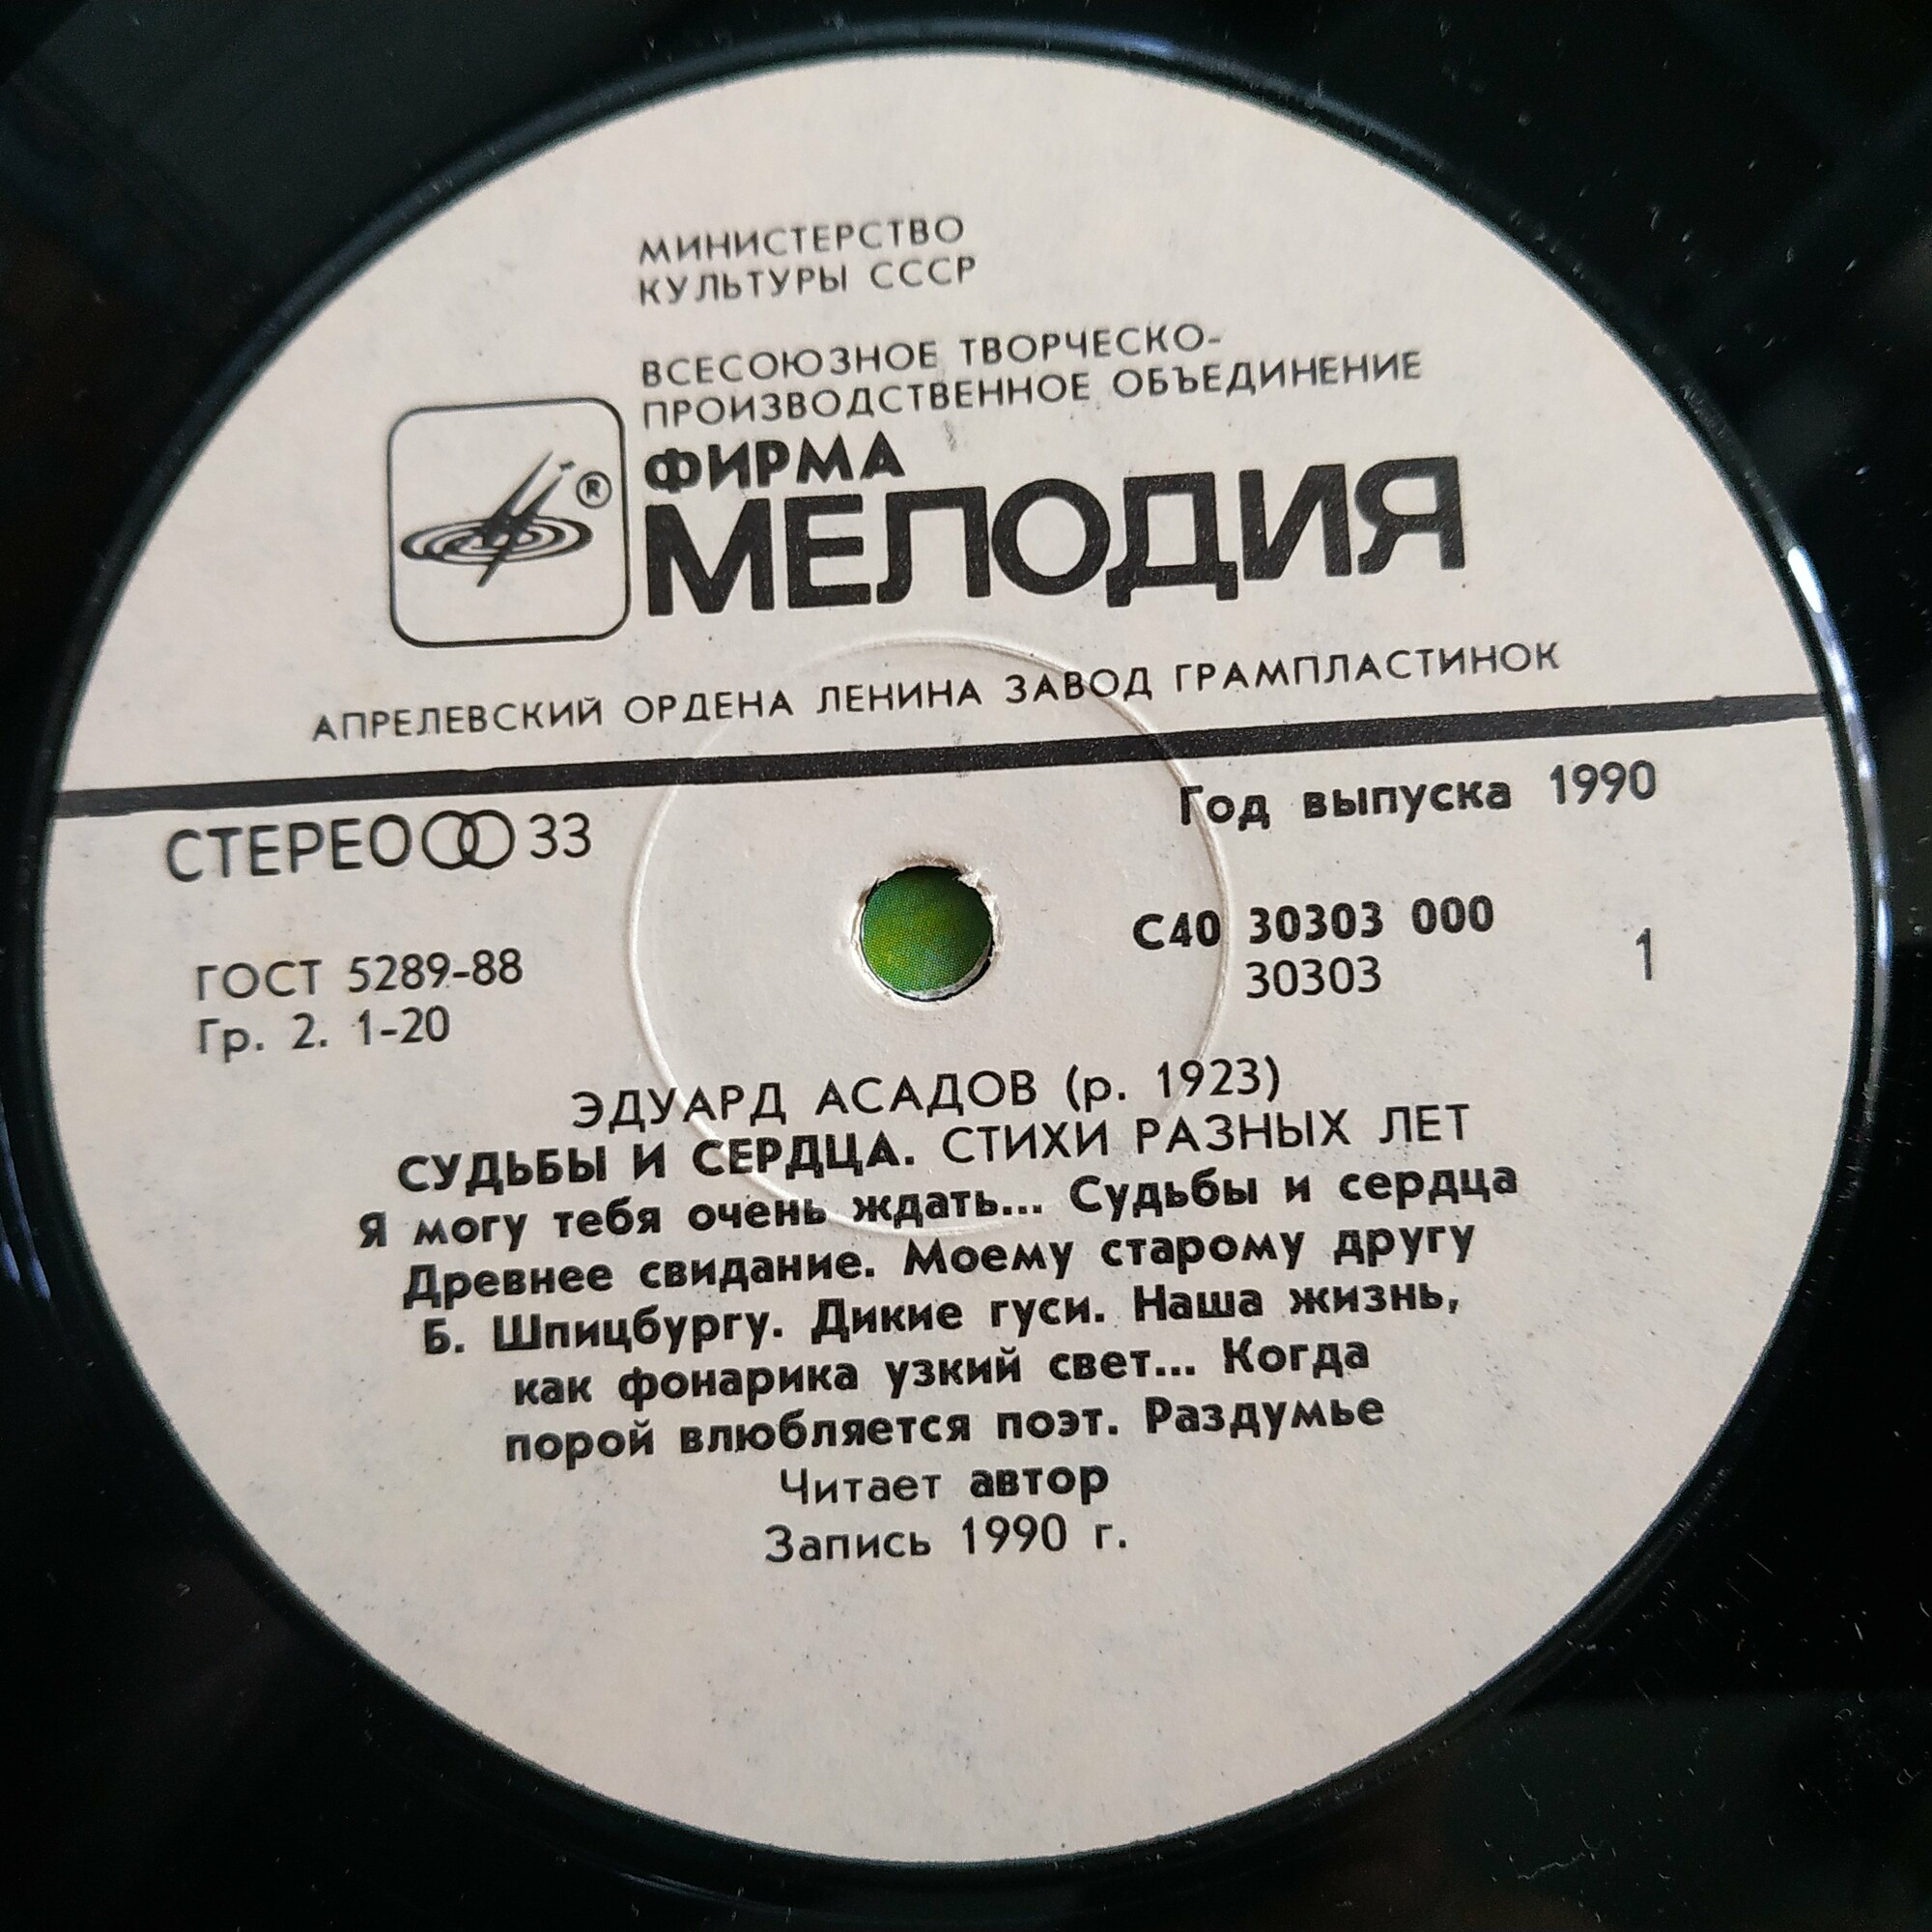 МИНИСТЕРСТВО
КУЛЬТУРЫ СССР
ВСЕСОЮЗНОЕ ТВОРЧЕСКО-
ПРОИЗВОДСТВЕННОЕ ОБЪЕДИНЕНИЕ
ФИРМА
®
МЕЛОДИЯ
АПРЕЛЕВСКИЙ ОРДЕНА ЛЕНИНА ЗАВОД ГРАМПЛАСТИНОК
СТЕРЕО 33
Год выпуска 1990
ГОСТ 5289-88
Гр. 2. 1-20
С40 30303 000
30303
1
ЭДУАРД АСАДОВ (р. 1923)
СУДЬБЫ И СЕРДЦА. СТИХИ РАЗНЫХ ЛЕТ
Я могу тебя очень ждать... Судьбы и сердца
Древнее свидание. Моему старому другу
Б. Шпицбургу. Дикие гуси. Наша жизнь,
как фонарика узкий свет... Когда
порой влюбляется поэт. Раздумье
Читает автор
Запись 1990 г.